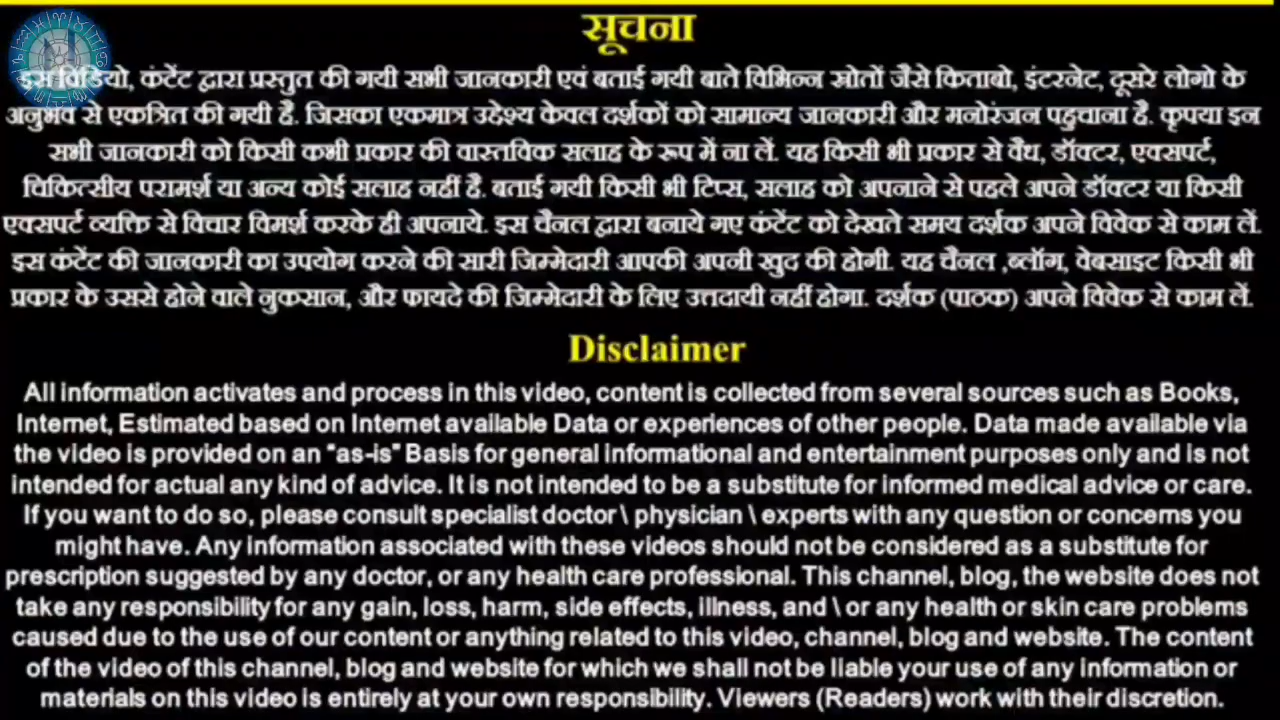 सूचना
इस विडियो, कंटेंट द्वारा प्रस्तुत की गयी सभी जानकारी एवं बताई गयी बाते विभिन्न स्रोतों जैसे किताबो, इंटरनेट, दूसरे लोगो के
अनुभव से एकत्रित की गयी है. जिसका एकमात्र उद्देश्य केवल दर्शकों को सामान्य जानकारी और मनोरंजन पहुचाना है. कृपया इन
सभी जानकारी को किसी कभी प्रकार की वास्तविक सलाह के रूप में ना लें. यह किसी भी प्रकार से वैध, डॉक्टर, एक्सपर्ट,
चिकित्सीय परामर्श या अन्य कोई सलाह नहीं है. बताई गयी किसी भी टिप्स, सलाह को अपनाने से पहले अपने डॉक्टर या किसी
एक्सपर्ट व्यक्ति से विचार विमर्श करके ही अपनाये. इस चैनल द्वारा बनाये गए कंटेंट को देखते समय दर्शक अपने विवेक से काम लें.
इस कंटेंट की जानकारी का उपयोग करने की सारी जिम्मेदारी आपकी अपनी खुद की होगी. यह चैनल ,ब्लॉग, वेबसाइट किसी भी
प्रकार के उससे होने वाले नुकसान, और फायदे की जिम्मेदारी के लिए उत्तदायी नहीं होगा. दर्शक (पाठक) अपने विवेक से काम लें.
Disclaimer
All information activates and process in this video, content is collected from several sources such as Books,
Internet, Estimated based on Internet available Data or experiences of other people. Data made available via
the video is provided on an "as-is" Basis for general informational and entertainment purposes only and is not
intended for actual any kind of advice. It is not intended to be a substitute for informed medical advice or care.
If you want to do so, please consult specialist doctor \ physician \ experts with any question or concerns you
might have. Any information associated with these videos should not be considered as a substitute for
prescription suggested by any doctor, or any health care professional. This channel, blog, the website does not
take any responsibility for any gain, loss, harm, side effects, illness, and \ or any health or skin care problems
caused due to the use of our content or anything related to this video, channel, blog and website. The content
of the video of this channel, blog and website for which we shall not be liable your use of any information or
materials on this video is entirely at your own responsibility. Viewers (Readers) work with their discretion.